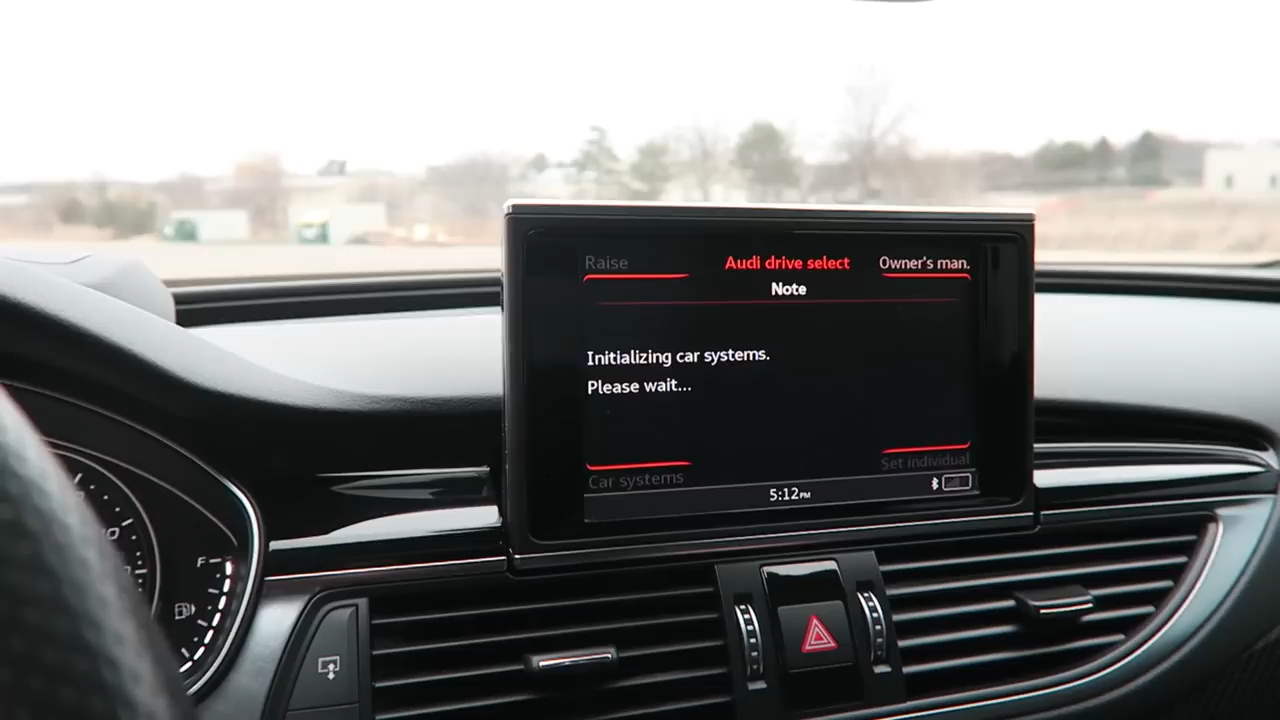 Raise Audi drive select Owner's man.
Note
Initializing car systems.
Please wait...
Set individual
Car systems
5:12PM
F